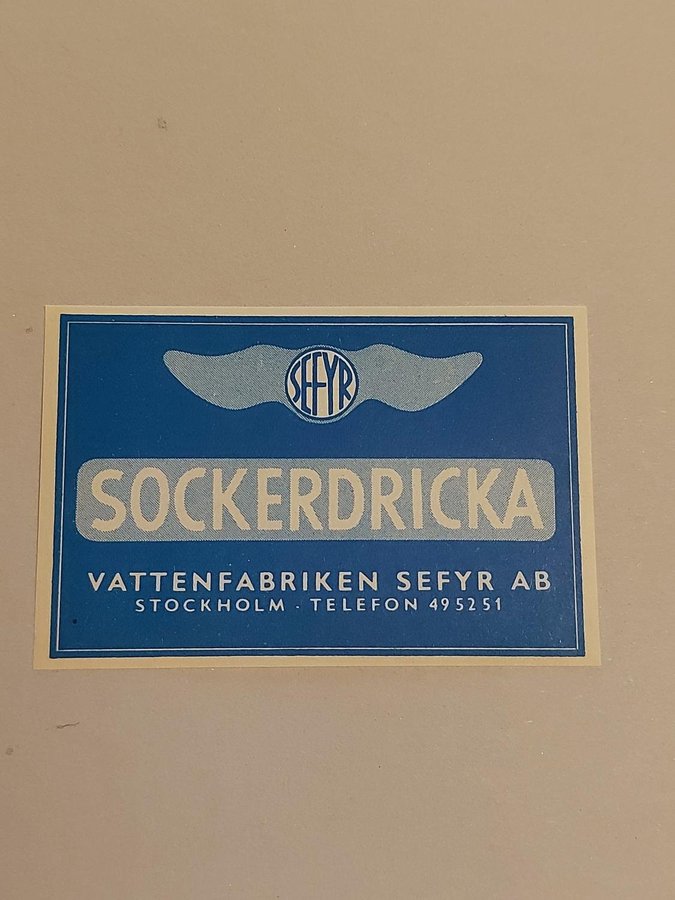 SEFYR
SOCKERDRICKA
VATTENFABRIKEN SEFYR AB
STOCKHOLM - TELEFON 495251